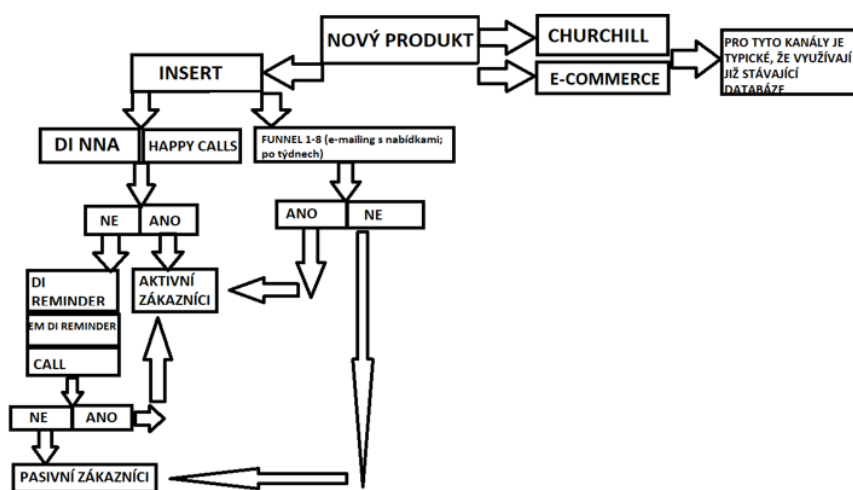 NOVÝ PRODUKT
CHURCHILL
E-COMMERCE
PRO TYTO KANÁLY JE
TYPICKÉ, ŽE VYUŽÍVAJÍ
JIŽ STÁVAJÍCÍ
DATABÁZE
INSERT
DI NNA
HAPPY CALLS
FUNNEL 1-8 (e-mailing s nabídkami;
po týdnech)
NE
ANO
ANO
NE
DI
REMINDER
EM DI REMINDER
CALL
AKTIVNÍ
ZÁKAZNÍCI
NE
ANO
PASIVNÍ ZÁKAZNÍCI